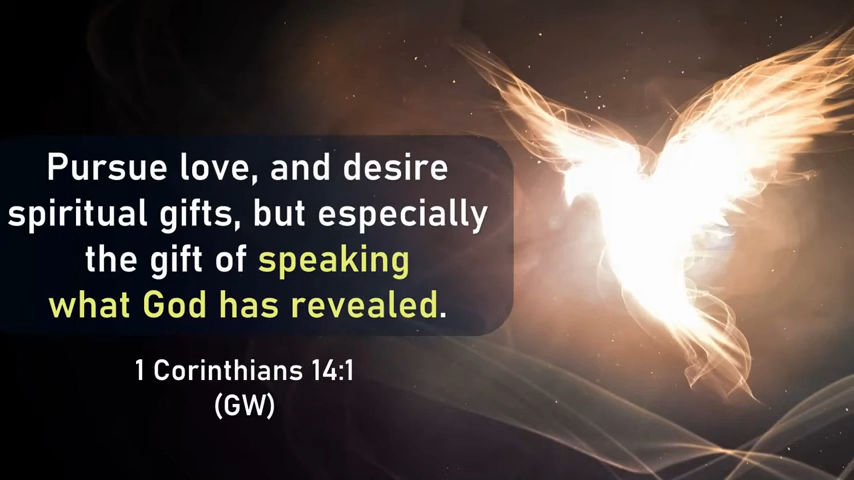 Pursue love, and desire
spiritual gifts, but especially
the gift of speaking
what God has revealed.
1 Corinthians 14:1
(GW)